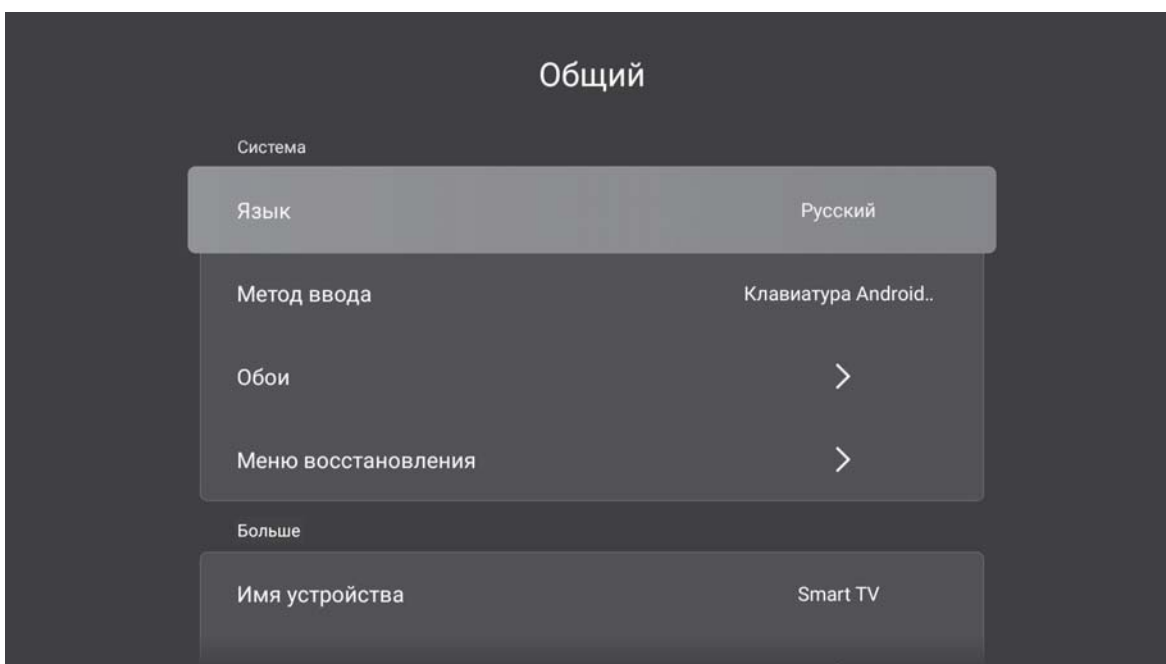 Общий
Система
Язык Русский
Метод ввода Клавиатура Android..
Обои
Меню восстановления
Больше
Имя устройства Smart TV